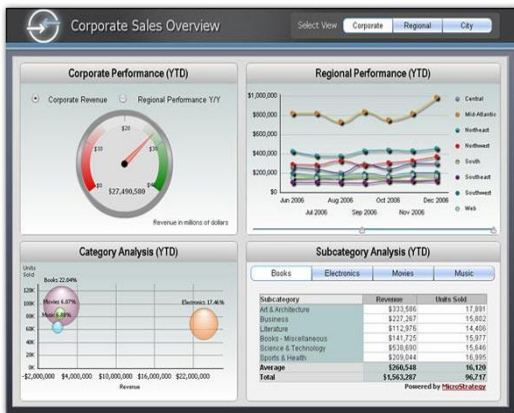 Corporate Sales Overview
Select View Corporate Regional City
Corporate Performance (YTD)
Corporate Revenue Regional Performance Y/Y
$0 $10 $20 $30 $40
$27,490,589
Revenue in millions of dollars
Regional Performance (YTD)
$1,000,000
$800,000
$600,000
$400,000
$200,000
$0
Jun 2006 Aug 2006 Oct 2006 Dec 2006
Jul 2006 Sep 2006 Nov 2006
Central
Mid-Atlantic
Northeast
Northwest
South
Southeast
Southwest
Web
Category Analysis (YTD)
Units
Sold
120K
100K
80K
60K
40K
20K
0K
Books 22.04%
Movies 6.87%
Electronics 17.46%
-$2,000,000 $4,000,000 $10,000,000 $16,000,000 $22,000,000
Revenue
Subcategory Analysis (YTD)
Books Electronics Movies Music
Subcategory Revenue Units Sold
Art & Architecture $333,586 17,891
Business $227,267 15,802
Literature $112,976 14,406
Books - Miscellaneous $141,725 15,977
Science & Technology $538,690 15,646
Sports & Health $209,044 16,995
Average $260,548 16,120
Total $1,563,287 96,717
Powered by MicroStrategy